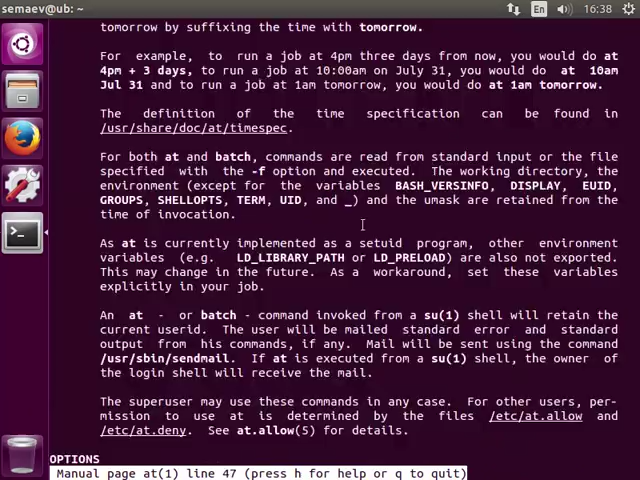 semaev@ub: ~
En
16:38
tomorrow by suffixing the time with tomorrow.
For example, to run a job at 4pm three days from now, you would do at
4pm + 3 days, to run a job at 10:00am on July 31, you would do at 10am
Jul 31 and to run a job at 1am tomorrow, you would do at 1am tomorrow.
The definition of the time specification can be found in
/usr/share/doc/at/timespec.
For both at and batch, commands are read from standard input or the file
specified with the -f option and executed. The working directory, the
environment (except for the variables BASH_VERSINFO, DISPLAY, EUID,
GROUPS, SHELLOPTS, TERM, UID, and _) and the umask are retained from the
time of invocation.
As at is currently implemented as a setuid program, other environment
variables (e.g. LD_LIBRARY_PATH or LD_PRELOAD) are also not exported.
This may change in the future. As a workaround, set these variables
explicitly in your job.
An at - or batch - command invoked from a su(1) shell will retain the
current userid. The user will be mailed standard error and standard
output from his commands, if any. Mail will be sent using the command
/usr/sbin/sendmail. If at is executed from a su(1) shell, the owner of
the login shell will receive the mail.
The superuser may use these commands in any case. For other users, per-
mission to use at is determined by the files /etc/at.allow and
/etc/at.deny. See at.allow(5) for details.
OPTIONS
Manual page at(1) line 47 (press h for help or q to quit)